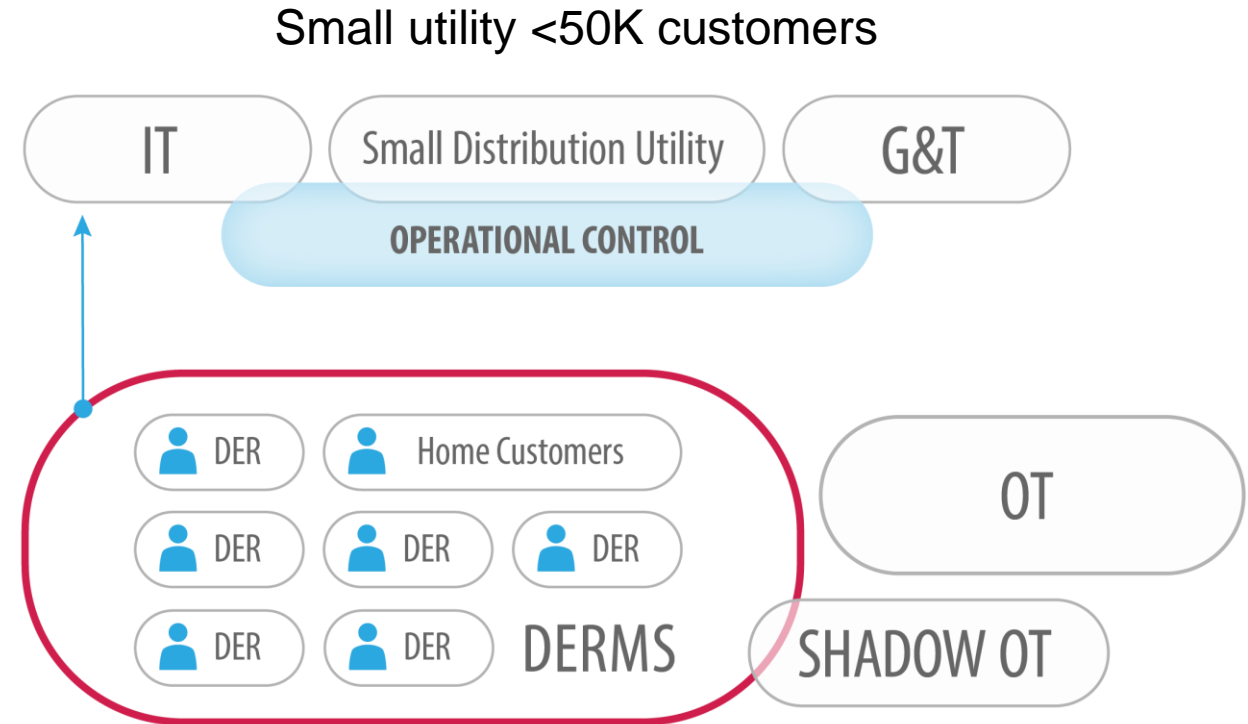 Small utility <50K customers
IT
Small Distribution Utility
G&T
OPERATIONAL CONTROL
DER
Home Customers
OT
DER
DER
DER
DER
DER
DERMS
SHADOW OT